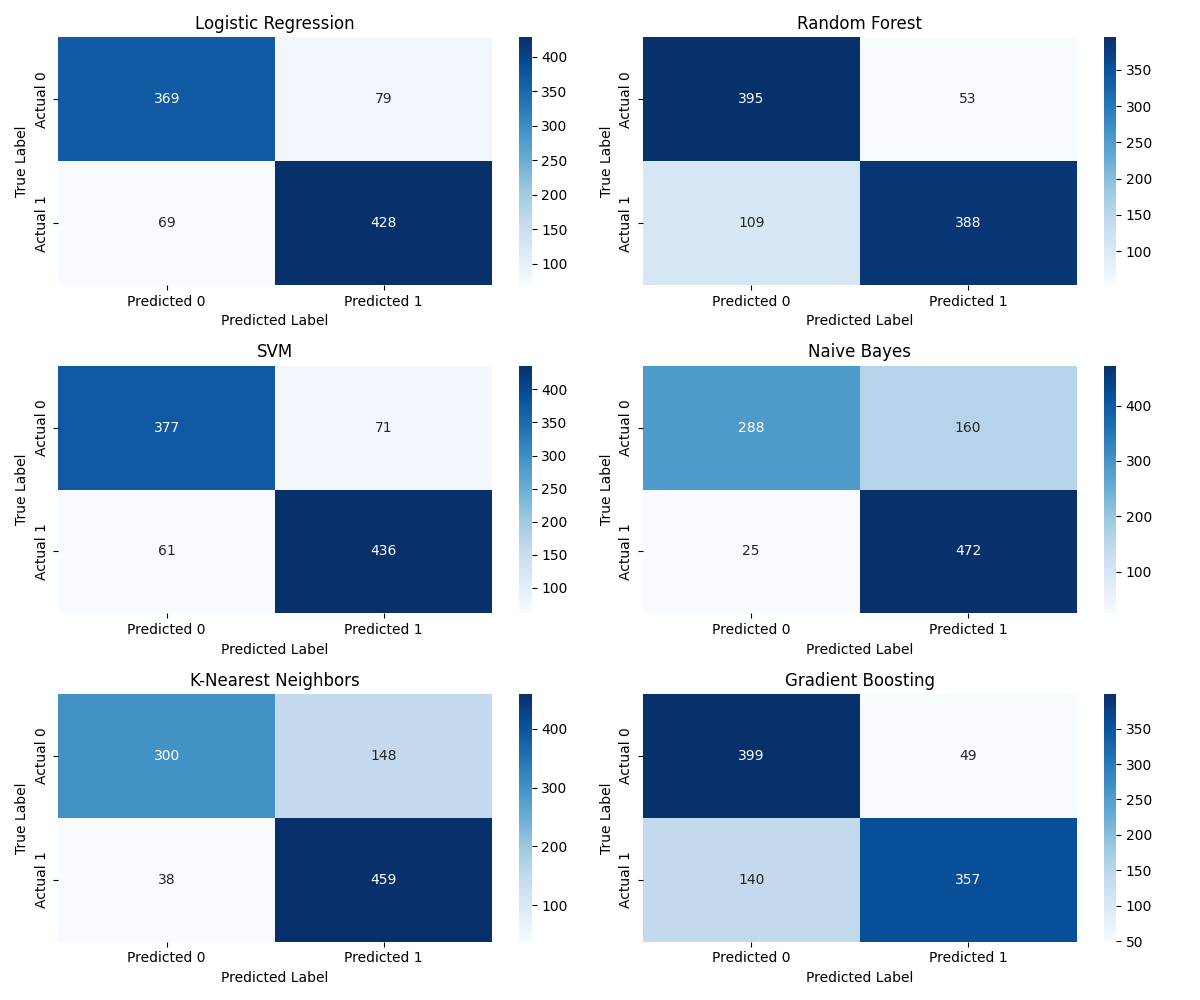 Logistic Regression
Actual 0
Actual 1
True Label
369
79
69
428
Predicted 0
Predicted 1
Predicted Label
400
350
300
250
200
150
100
Random Forest
Actual 0
Actual 1
True Label
395
53
109
388
Predicted 0
Predicted 1
Predicted Label
350
300
250
200
150
100
SVM
Actual 0
Actual 1
True Label
377
71
61
436
Predicted 0
Predicted 1
Predicted Label
400
350
300
250
200
150
100
Naive Bayes
Actual 0
Actual 1
True Label
288
160
25
472
Predicted 0
Predicted 1
Predicted Label
400
300
200
100
K-Nearest Neighbors
Actual 0
Actual 1
True Label
300
148
38
459
Predicted 0
Predicted 1
Predicted Label
400
300
200
100
Gradient Boosting
Actual 0
Actual 1
True Label
399
49
140
357
Predicted 0
Predicted 1
Predicted Label
350
300
250
200
150
100
50